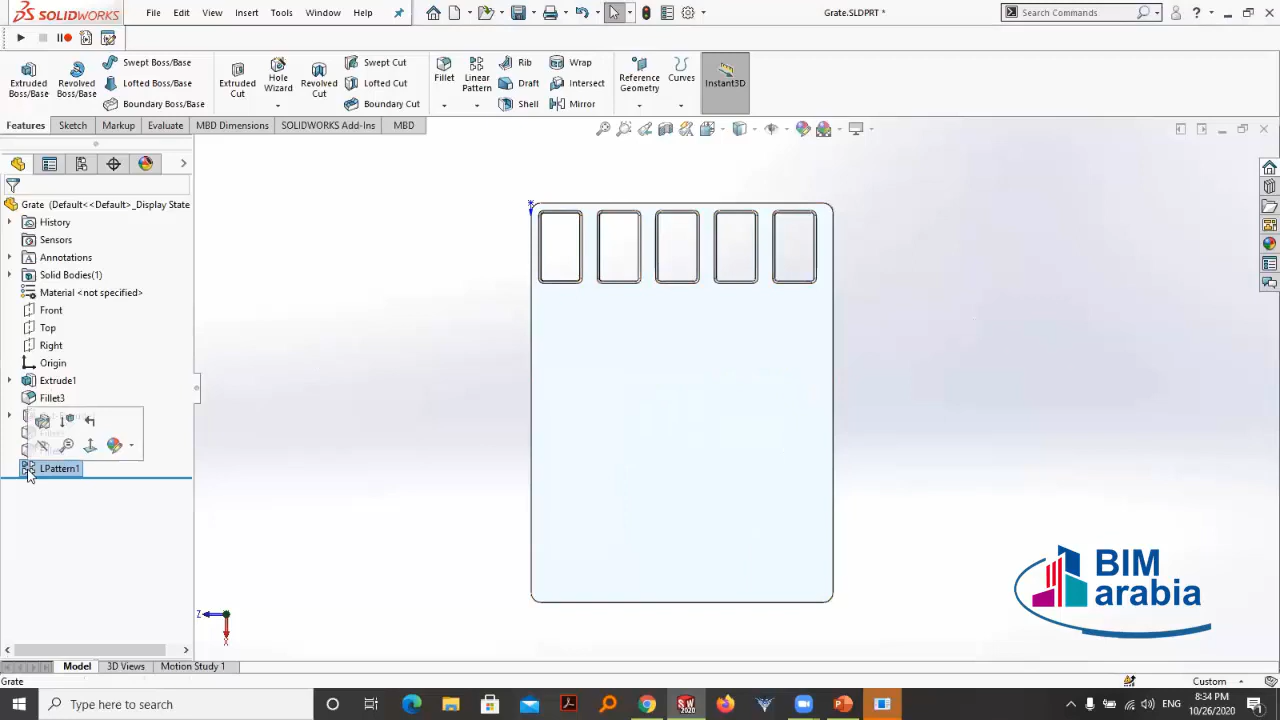 SOLIDWORKS File Edit View Insert Tools Window Help Grate.SLDPRT * Search Commands ?
Extruded Boss/Base
Revolved Boss/Base
Swept Boss/Base
Lofted Boss/Base
Boundary Boss/Base
Extruded Cut
Hole Wizard
Revolved Cut
Swept Cut
Lofted Cut
Boundary Cut
Fillet
Linear Pattern
Rib
Draft
Shell
Wrap
Intersect
Mirror
Reference Geometry
Curves
Instant3D
Features Sketch Markup Evaluate MBD Dimensions SOLIDWORKS Add-Ins MBD
Grate (Default<<Default>_Display State
History
Sensors
Annotations
Solid Bodies(1)
Material <not specified>
Front
Top
Right
Origin
Extrude1
Fillet3
LPattern1
Z
X
BIM
arabia
Model 3D Views Motion Study 1
Grate Custom
Type here to search
SW
2020
ENG
8:34 PM
10/26/2020